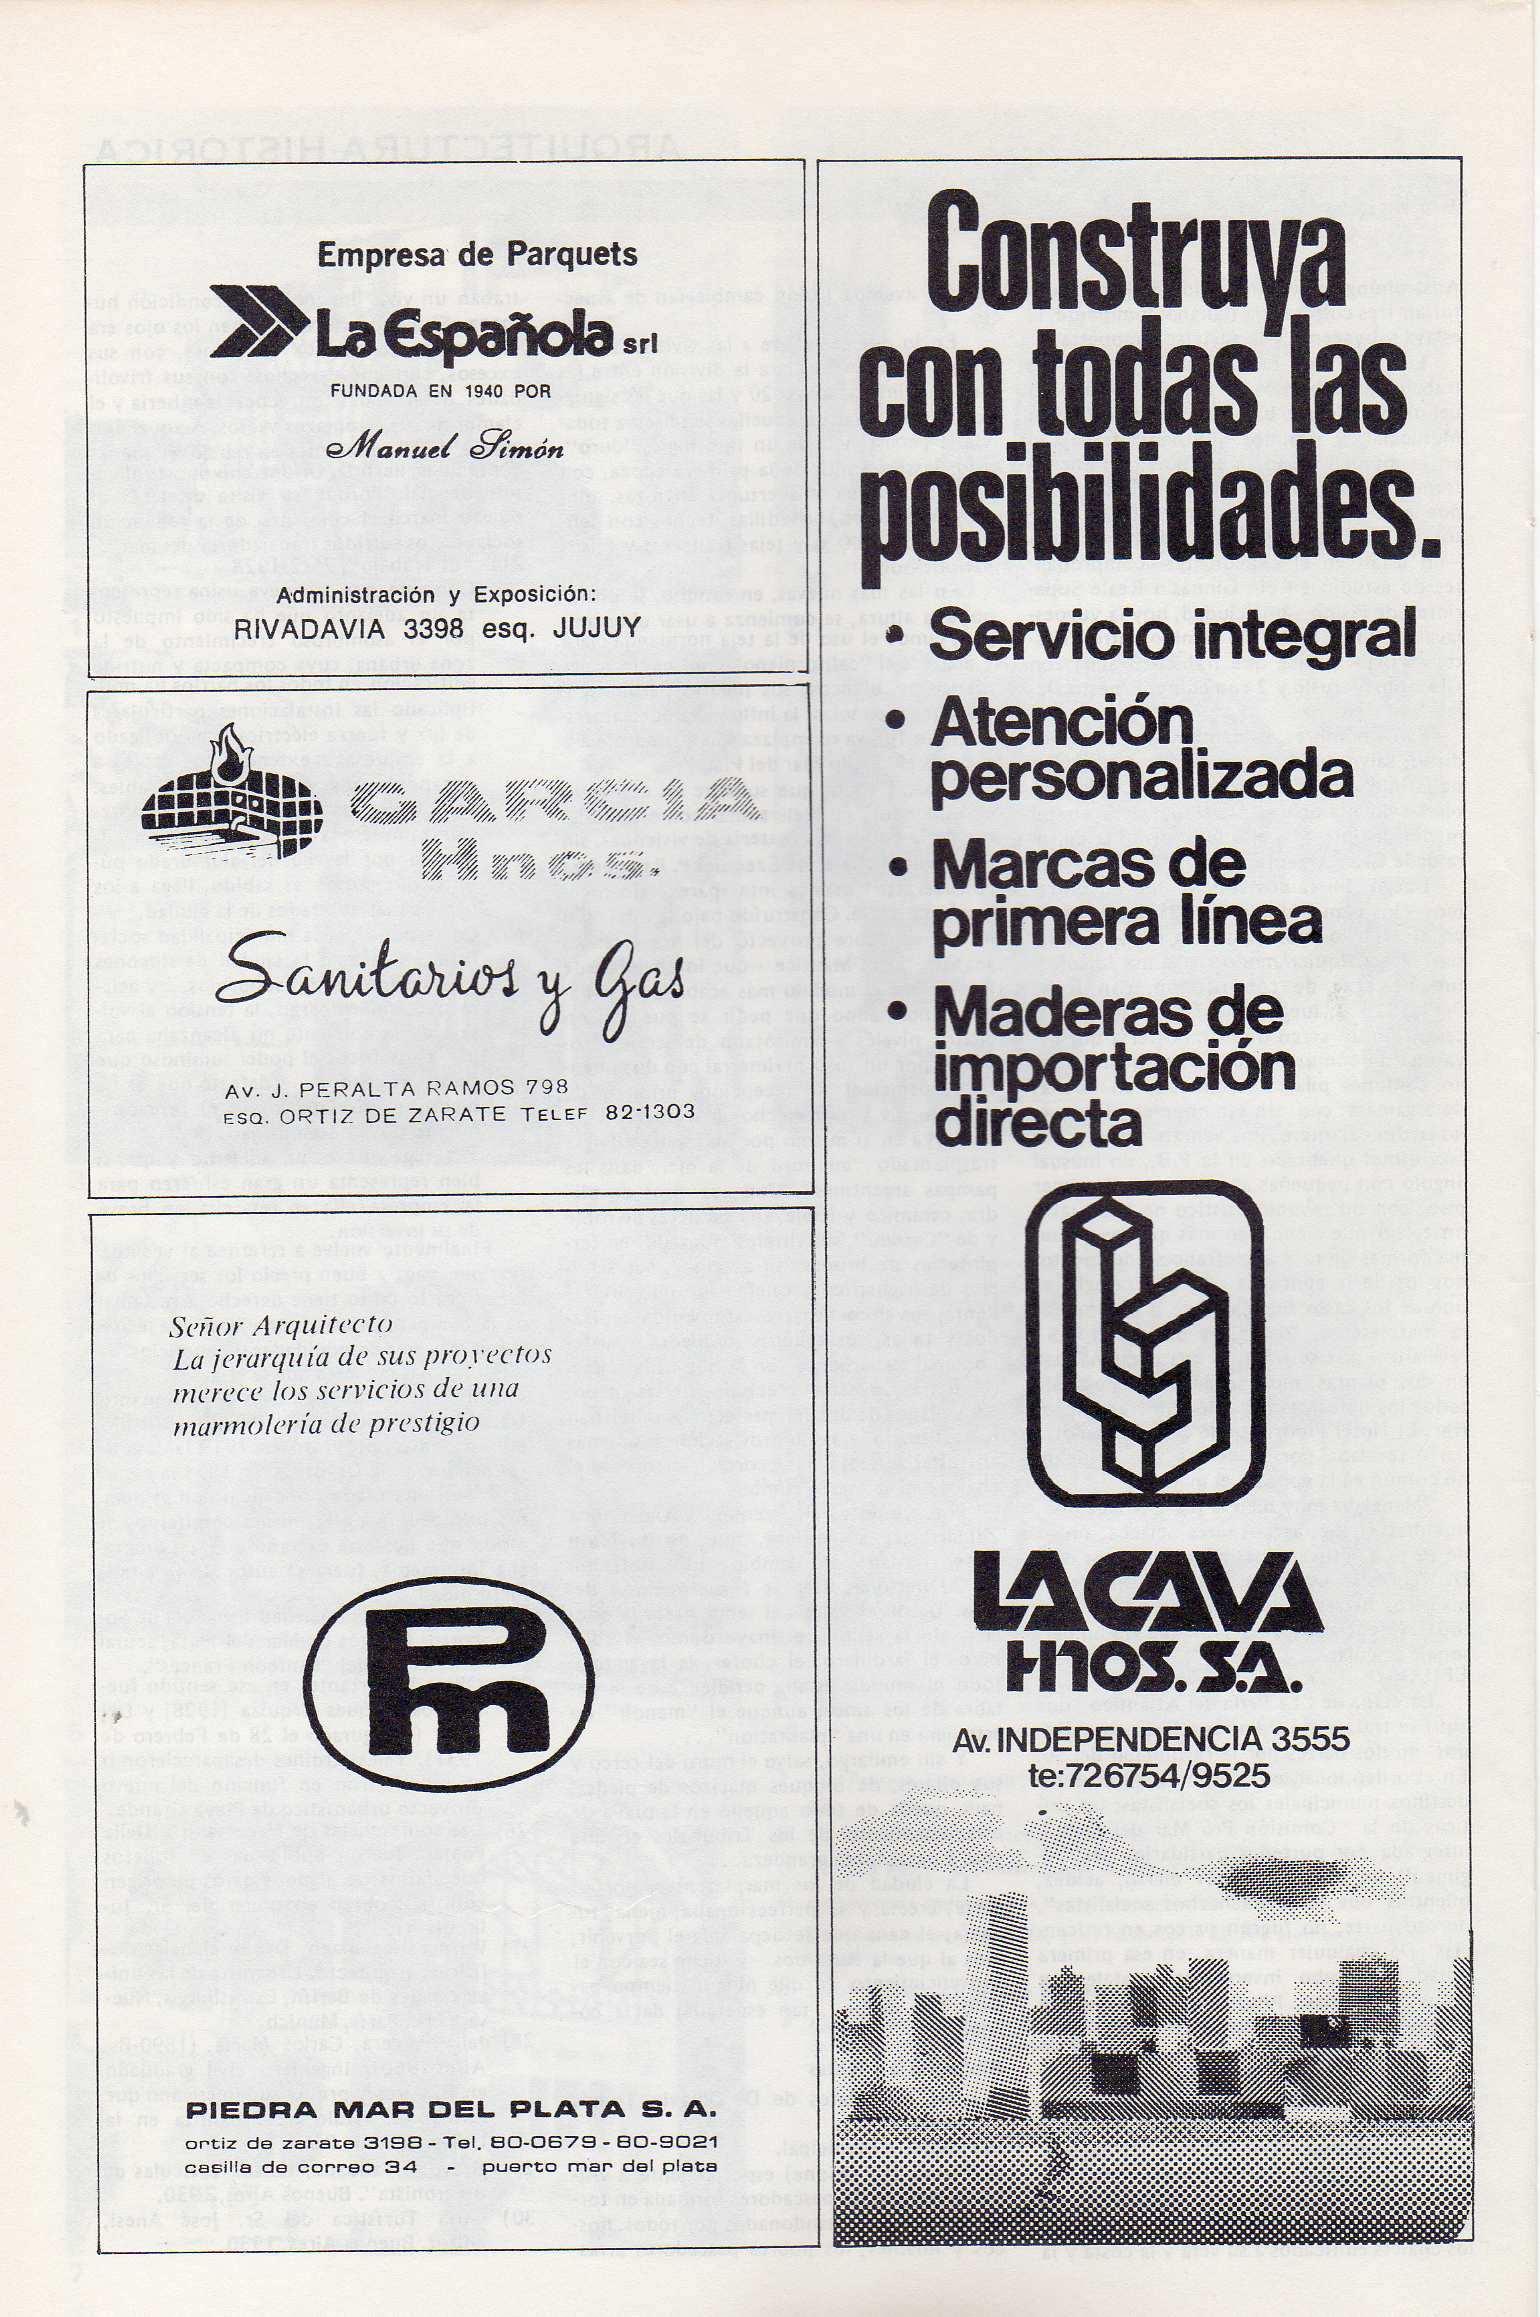 Empresa de Parquets
La Española srl
FUNDADA EN 1940 POR
Manuel Simón
Administración y Exposición:
RIVADAVIA 3398 esq. JUJUY
GARCIA
Hnos.
Sanitarios y Gas
AV. J. PERALTA RAMOS 798
ESQ. ORTIZ DE ZARATE TELEF 82-1303
Señor Arquitecto
La jerarquía de sus proyectos
merece los servicios de una
marmolería de prestigio
Pm
PIEDRA MAR DEL PLATA S. A.
ortiz de zarate 3198 - Tel. 80-0679 - 80-9021
casilla de correo 34 - puerto mar del plata
Construya
con todas las
posibilidades.
• Servicio integral
• Atención
personalizada
• Marcas de
primera línea
• Maderas de
importación
directa
LACAVA
HNOS. S.A.
Av. INDEPENDENCIA 3555
te:726754/9525